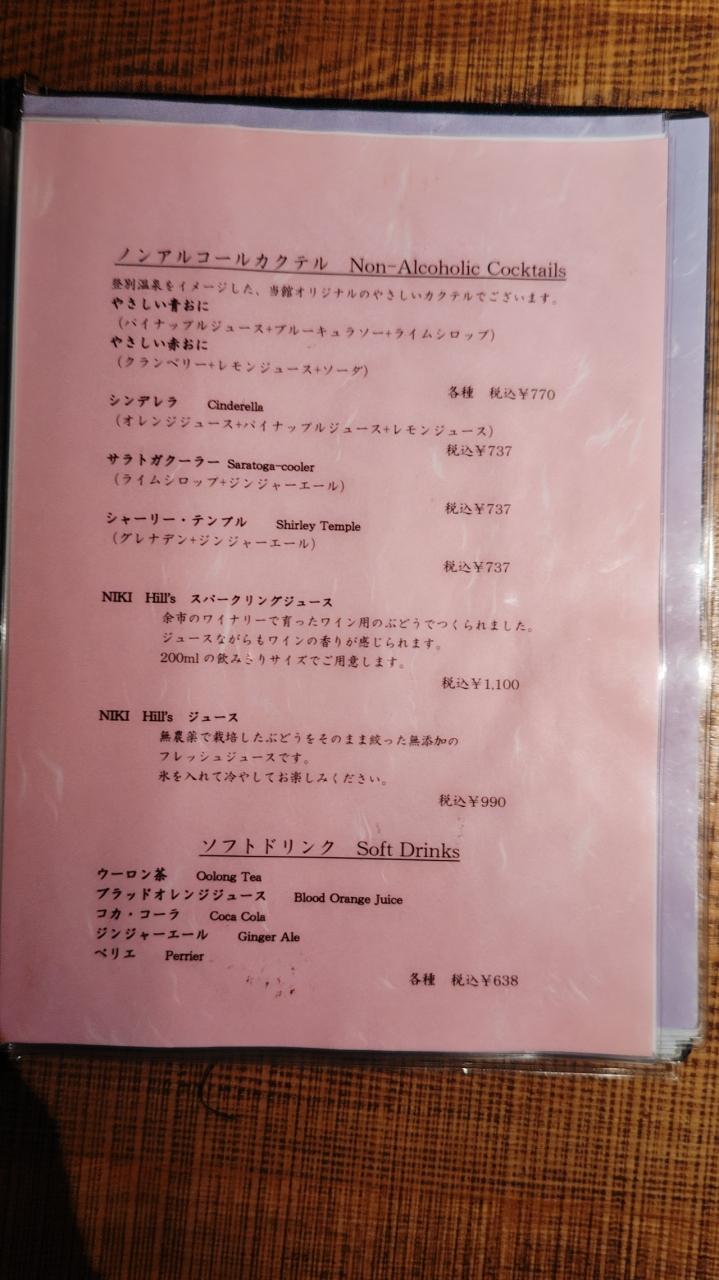 ノンアルコールカクテル　Non-Alcoholic Cocktails
登別温泉をイメージした、当館オリジナルのやさしいカクテルでございます。
やさしい青おに
（パイナップルジュース+ブルーキュラソー+ライムシロップ）
やさしい赤おに
（クランベリー+レモンジュース+ソーダ）
各種　税込￥770
シンデレラ　Cinderella
（オレンジジュース+パイナップルジュース+レモンジュース）
税込￥737
サラトガクーラー Saratoga-cooler
（ライムシロップ+ジンジャーエール）
税込￥737
シャーリー・テンプル　Shirley Temple
（グレナデン+ジンジャーエール）
税込￥737
NIKI　Hill's　スパークリングジュース
余市のワイナリーで育ったワイン用のぶどうでつくられました。
ジュースながらもワインの香りが感じられます。
200ml の飲みきりサイズでご用意します。
税込￥1,100
NIKI　Hill's　ジュース
無農薬で栽培したぶどうをそのまま絞った無添加の
フレッシュジュースです。
氷を入れて冷やしてお楽しみください。
税込￥990
ソフトドリンク　Soft Drinks
ウーロン茶　Oolong Tea
ブラッドオレンジジュース　Blood Orange Juice
コカ・コーラ　Coca Cola
ジンジャーエール　Ginger Ale
ペリエ　Perrier
各種　税込￥638